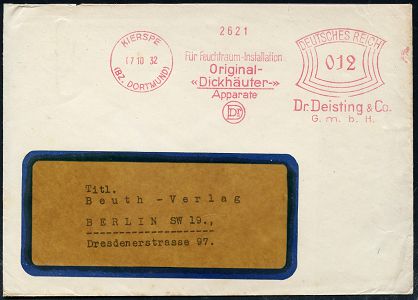 2621
KIERSPE
17 10 32
(BZ. DORTMUND)
Für Feuchtraum-Installation
Original-
«Dickhäuter-»
Apparate
DEUTSCHES REICH
012
Dr. Deisting & Co.
G. m. b. H.
Titl.
Beuth-Verlag
BERLIN SW 19.,
Dresdenerstrasse 97.